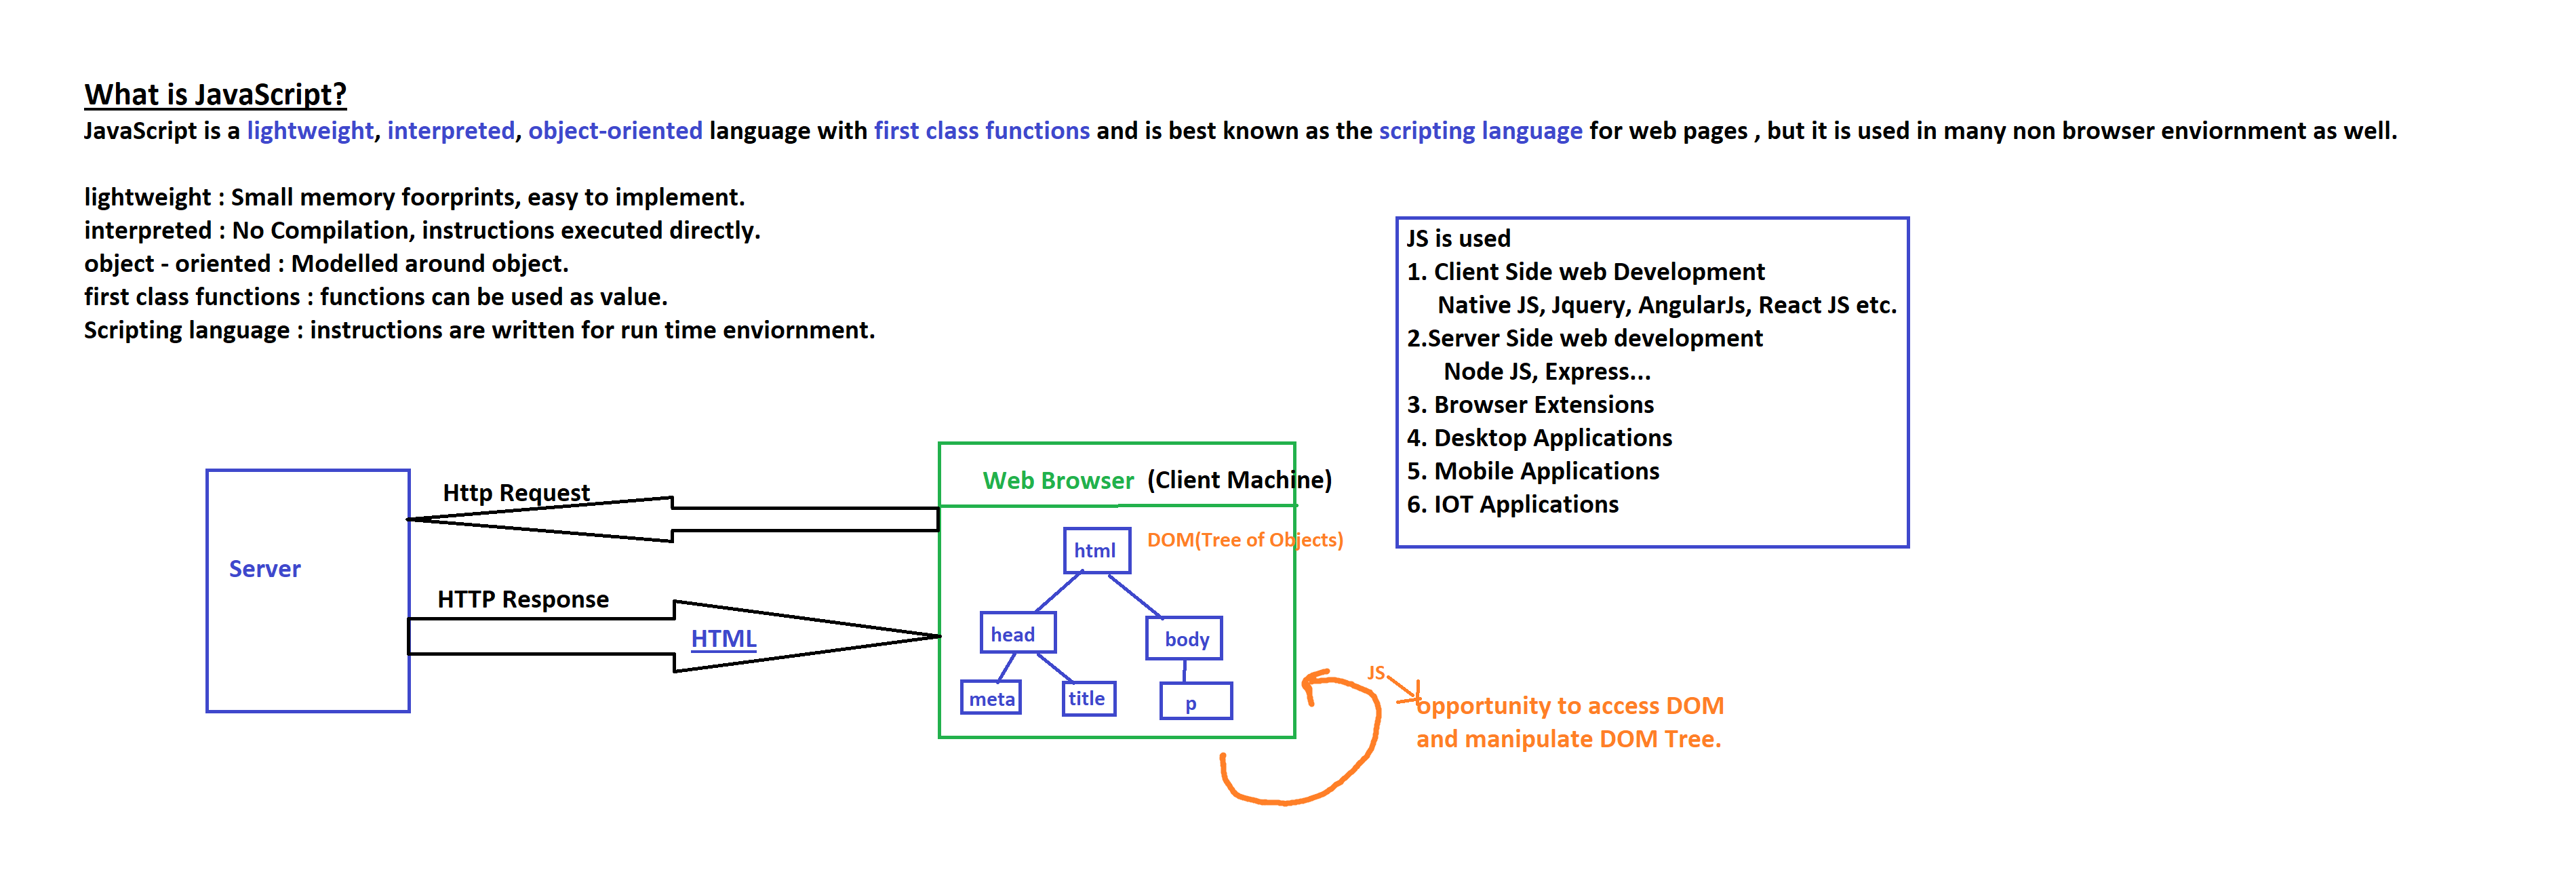 What is JavaScript?
JavaScript is a lightweight, interpreted, object-oriented language with first class functions and is best known as the scripting language for web pages , but it is used in many non browser enviornment as well.
lightweight : Small memory foorprints, easy to implement.
interpreted : No Compilation, instructions executed directly.
object - oriented : Modelled around object.
first class functions : functions can be used as value.
Scripting language : instructions are written for run time enviornment.
JS is used
1. Client Side web Development
Native JS, Jquery, AngularJs, React JS etc.
2.Server Side web development
Node JS, Express...
3. Browser Extensions
4. Desktop Applications
5. Mobile Applications
6. IOT Applications
Server
Http Request
HTTP Response
HTML
Web Browser (Client Machine)
DOM(Tree of Objects)
html
head
body
meta
title
p
JS
opportunity to access DOM
and manipulate DOM Tree.